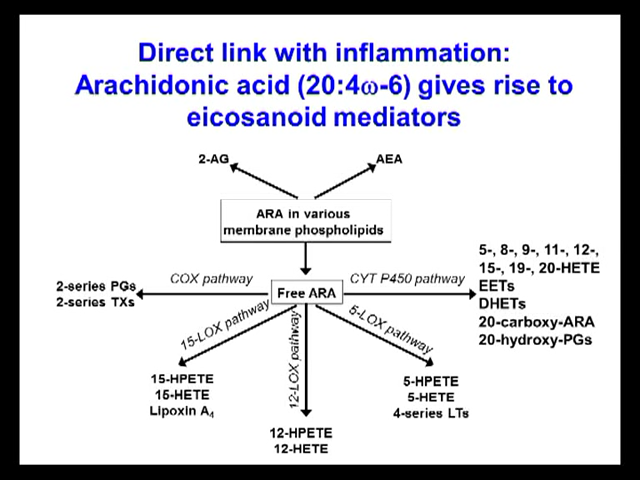 Direct link with inflammation:
Arachidonic acid (20:4ω-6) gives rise to
eicosanoid mediators
2-AG
AEA
ARA in various
membrane phospholipids
COX pathway
CYT P450 pathway
Free ARA
2-series PGs
2-series TXs
5-, 8-, 9-, 11-, 12-,
15-, 19-, 20-HETE
EETs
DHETs
20-carboxy-ARA
20-hydroxy-PGs
15-LOX pathway
12-LOX pathway
5-LOX pathway
15-HPETE
15-HETE
Lipoxin A₄
12-HPETE
12-HETE
5-HPETE
5-HETE
4-series LTs